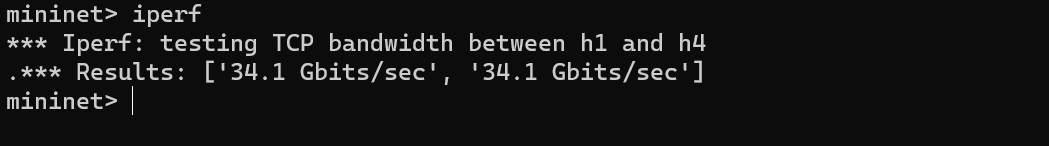 mininet> iperf
*** Iperf: testing TCP bandwidth between h1 and h4
.*** Results: ['34.1 Gbits/sec', '34.1 Gbits/sec']
mininet>